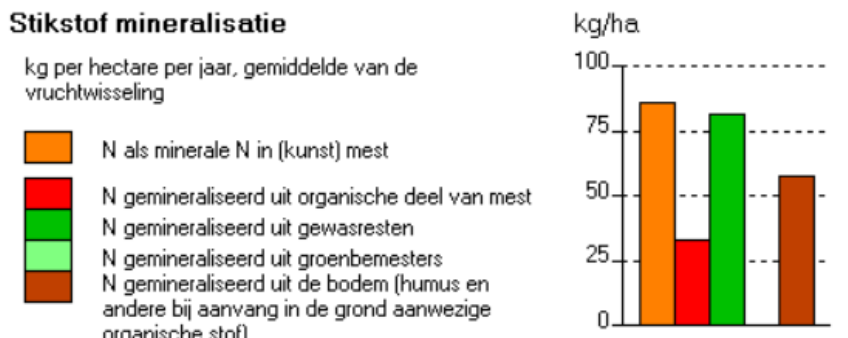 Stikstof mineralisatie
kg per hectare per jaar, gemiddelde van de
vruchtwisseling
N als minerale N in (kunst) mest
N gemineraliseerd uit organische deel van mest
N gemineraliseerd uit gewasresten
N gemineraliseerd uit groenbemesters
N gemineraliseerd uit de bodem (humus en
andere bij aanvang in de grond aanwezige
organische stof)
kg/ha
100
75
50
25
0